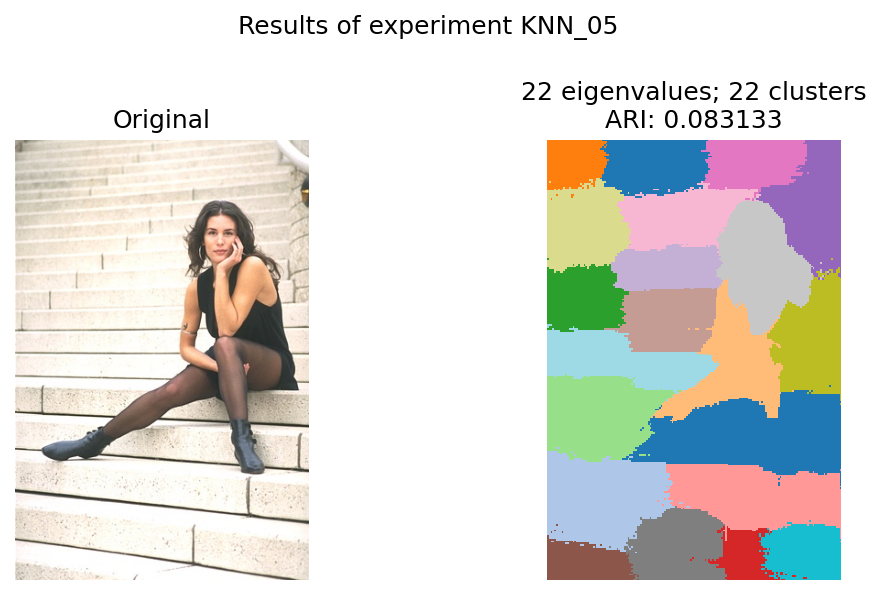 Results of experiment KNN_05
Original
22 eigenvalues; 22 clusters
ARI: 0.083133